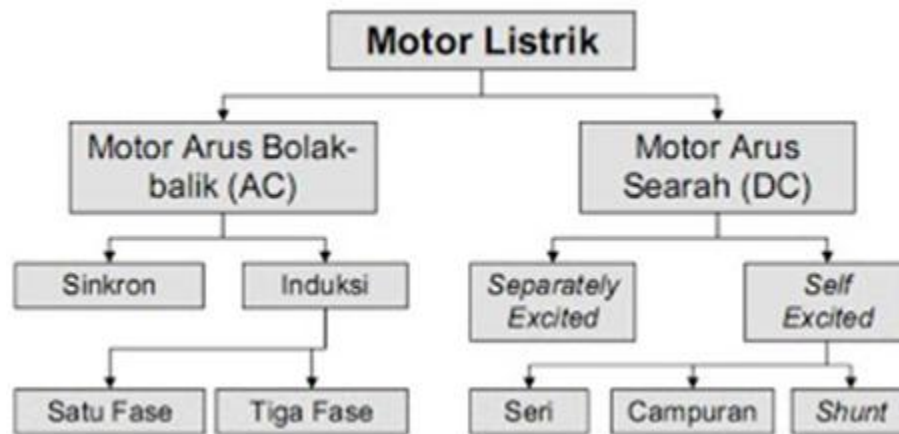 Motor Listrik
Motor Arus Bolak-
balik (AC)
Motor Arus
Searah (DC)
Sinkron
Induksi
Separately
Excited
Self
Excited
Satu Fase
Tiga Fase
Seri
Campuran
Shunt